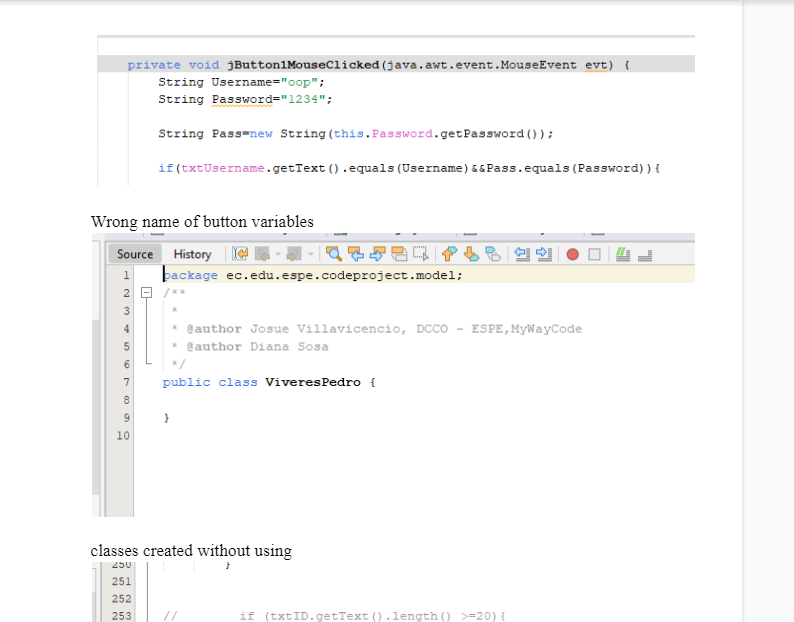 private void jButton1MouseClicked(java.awt.event.MouseEvent evt) {
String Username="oop";
String Password="1234";
String Pass=new String(this.Password.getPassword());
if(txtUsername.getText().equals(Username)&&Pass.equals(Password)){
Wrong name of button variables
Source History
1 package ec.edu.espe.codeproject.model;
2 /**
3 *
4 * @author Josue Villavicencio, DCCO - ESPE,MyWayCode
5 * @author Diana Sosa
6 */
7 public class ViveresPedro {
8
9 }
10
classes created without using
250 }
251
252
253 // if (txtID.getText().length() >=20){